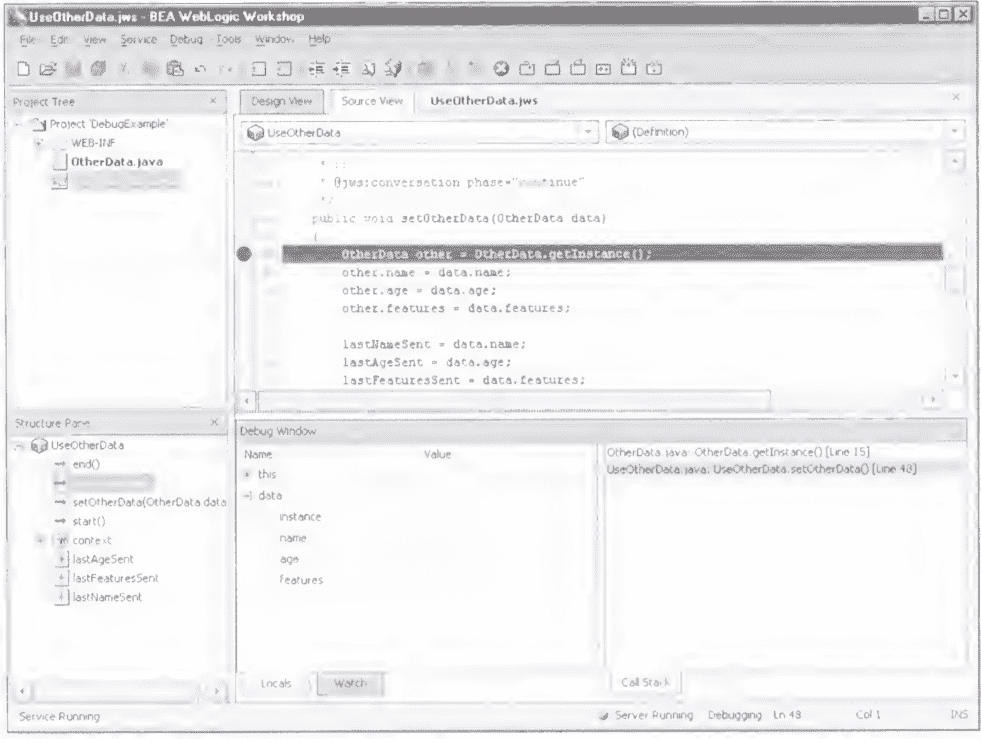 UseOtherData.jws - BEA WebLogic Workshop
File Edit View Service Debug Tools Window Help
Project Tree
Project 'DebugExample'
WEB-INF
OtherData.java
Design View Source View UseOtherData.jws
UseOtherData (Definition)
* ::
* @jws:conversation phase="continue"
*/
public void setOtherData(OtherData data)
{
OtherData other = OtherData.getInstance();
other.name = data.name;
other.age = data.age;
other.features = data.features;
lastNameSent = data.name;
lastAgeSent = data.age;
lastFeaturesSent = data.features;
Structure Pane
UseOtherData
end()
setOtherData(OtherData data
start()
context
lastAgeSent
lastFeaturesSent
lastNameSent
Debug Window
Name Value
this
data
instance
name
age
features
Locals Watch
OtherData.java: OtherData.getInstance() [Line 15]
UseOtherData.java: UseOtherData.setOtherData() [Line 48]
Call Stack
Service Running
Server Running Debugging Ln 48 Col 1 INS